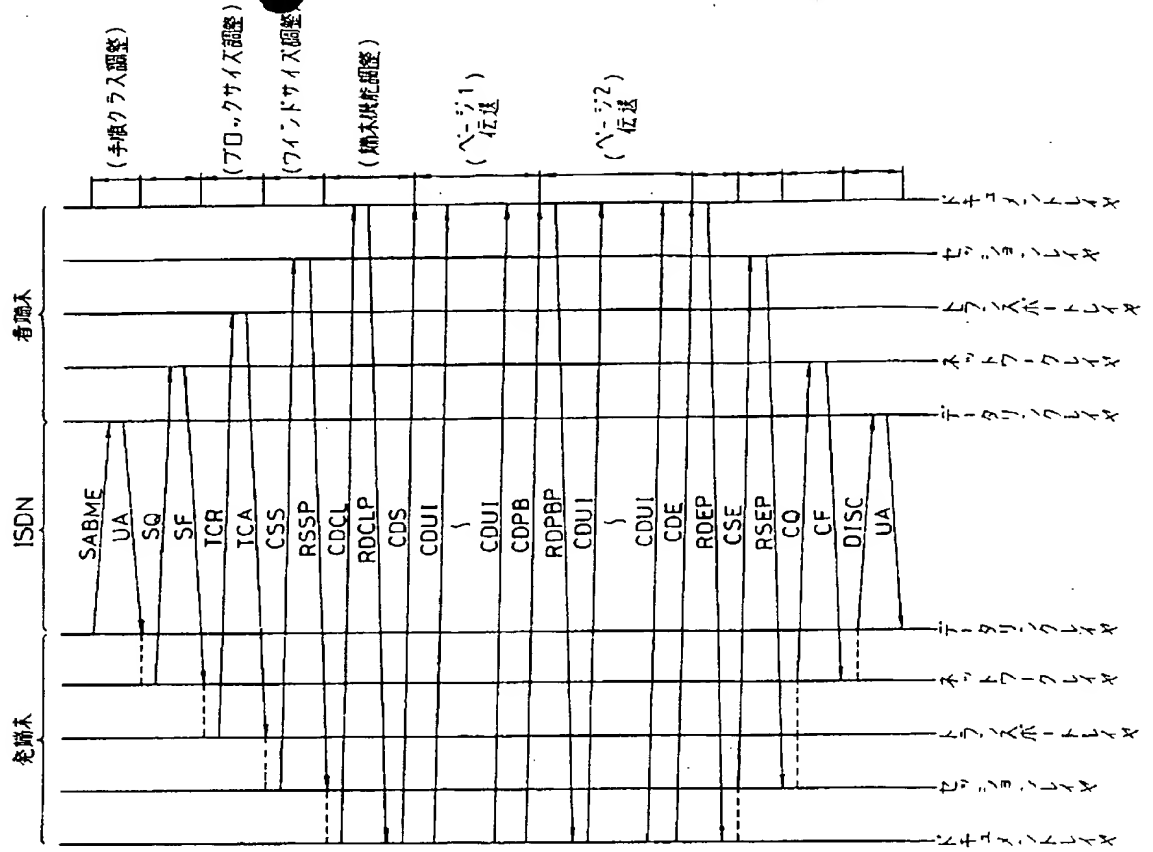 発端末
ISDN
着端末
SABME
UA
SQ
SF
TCR
TCA
CSS
RSSP
CDCL
RDCLP
CDS
CDUI
~
CDUI
CDPB
RDPBP
CDUI
~
CDUI
CDE
RDEP
CSE
RSEP
CQ
CF
DISC
UA
(手順クラス調整)
(ブロックサイズ調整)
(ウインドサイズ調整)
(端末機能調整)
(ページ1
伝送)
(ページ2
伝送)
ドキュメントレイヤ
セッションレイヤ
トランスポートレイヤ
ネットワークレイヤ
データリンクレイヤ
データリンクレイヤ
ネットワークレイヤ
トランスポートレイヤ
セッションレイヤ
ドキュメントレイヤ